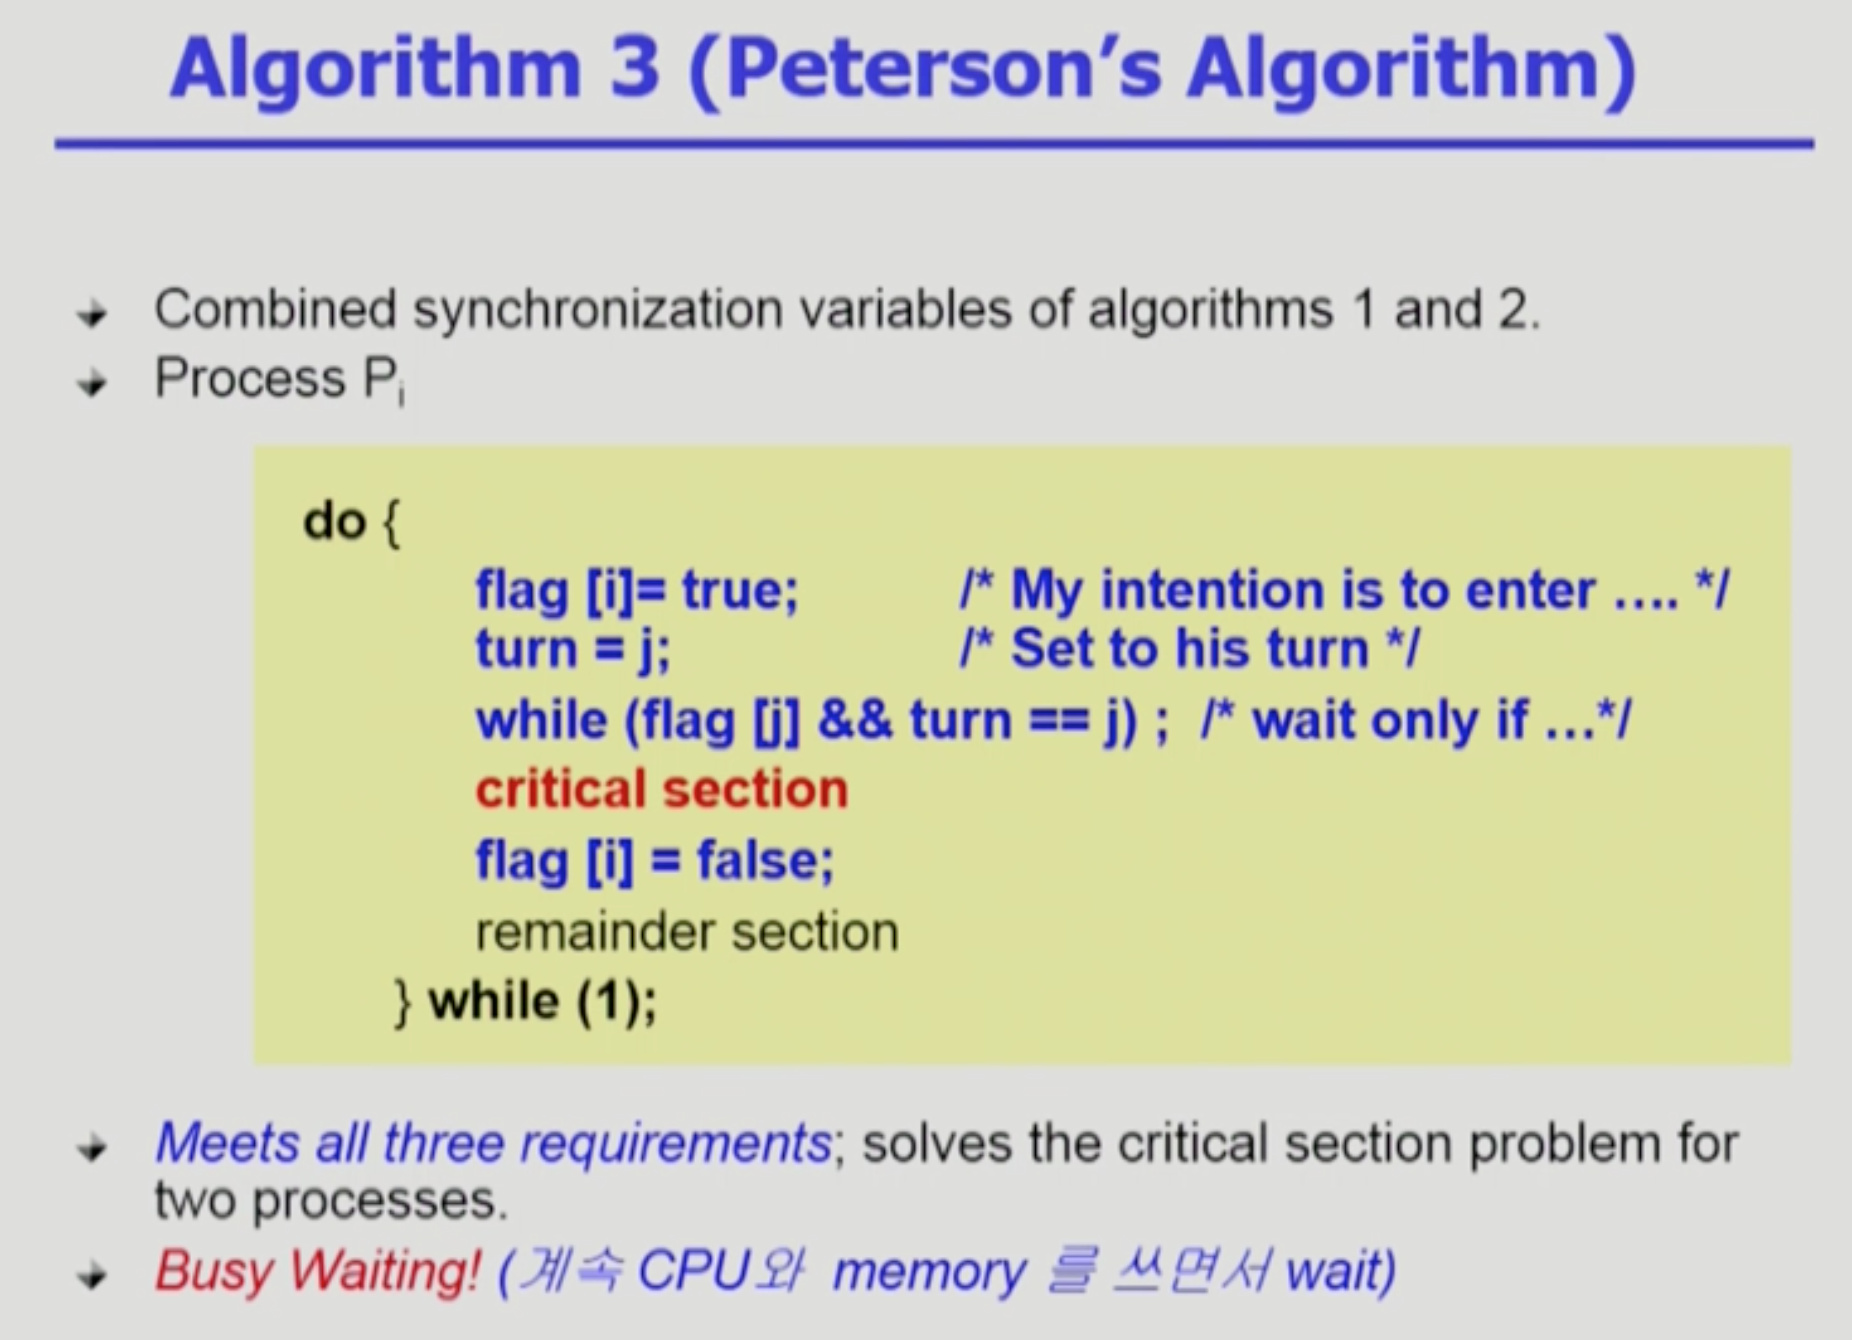 Algorithm 3 (Peterson's Algorithm)
Combined synchronization variables of algorithms 1 and 2.
Process Pi
do {
flag [i]= true; /* My intention is to enter .... */
turn = j; /* Set to his turn */
while (flag [j] && turn == j) ; /* wait only if ...*/
critical section
flag [i] = false;
remainder section
} while (1);
Meets all three requirements; solves the critical section problem for
two processes.
Busy Waiting! (계속 CPU와 memory 를 쓰면서 wait)